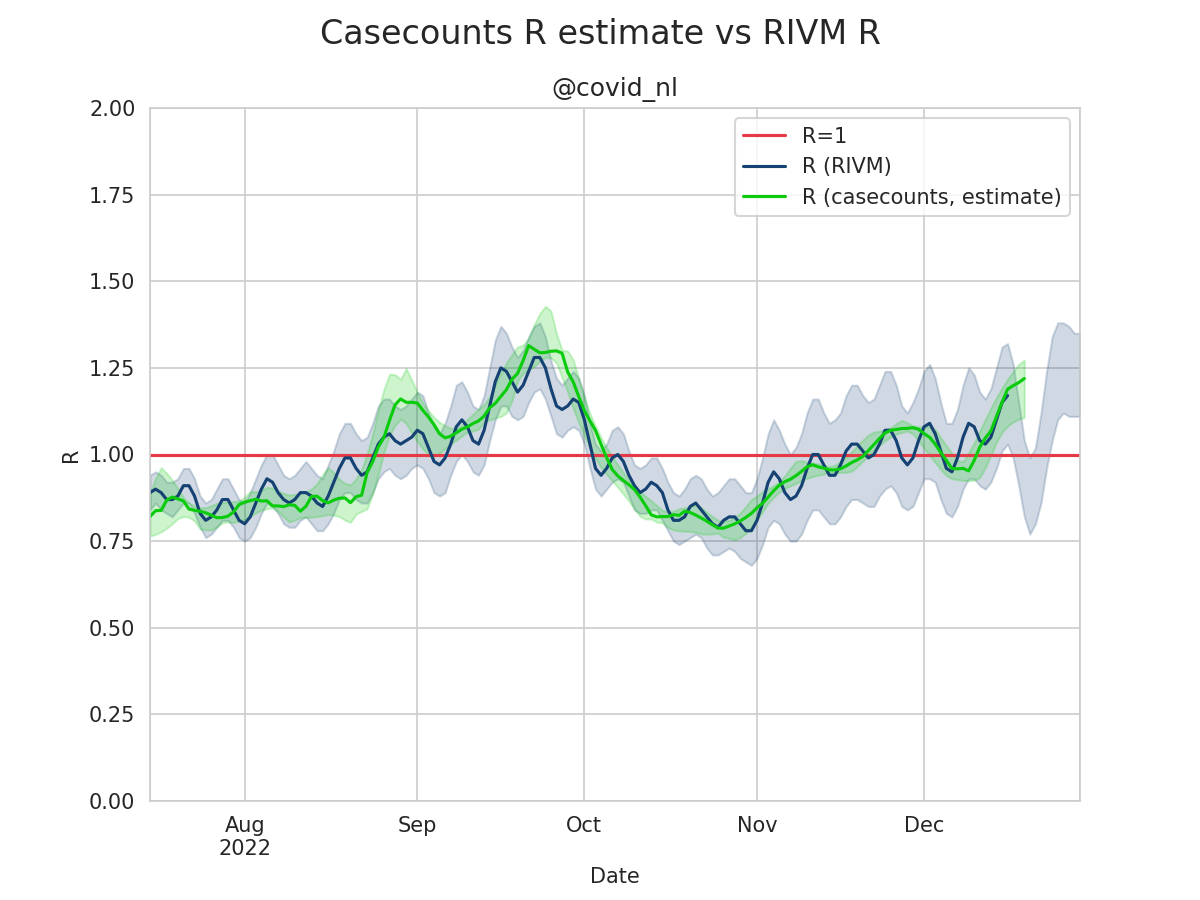 Casecounts R estimate vs RIVM R
@covid_nl
2.00
1.75
1.50
1.25
1.00
0.75
0.50
0.25
0.00
R
R=1
R (RIVM)
R (casecounts, estimate)
Aug
2022
Sep
Oct
Nov
Dec
Date